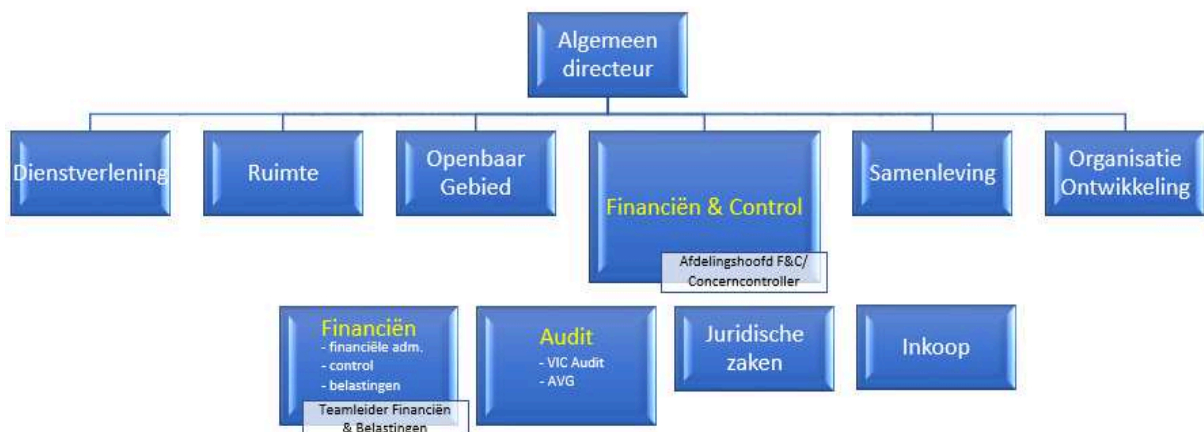 Algemeen
directeur
Dienstverlening
Ruimte
Openbaar
Gebied
Financiën & Control
Afdelingshoofd F&C/
Concerncontroller
Samenleving
Organisatie
Ontwikkeling
Financiën
- financiële adm.
- control
- belastingen
Teamleider Financiën
& Belastingen
Audit
- VIC Audit
- AVG
Juridische
zaken
Inkoop